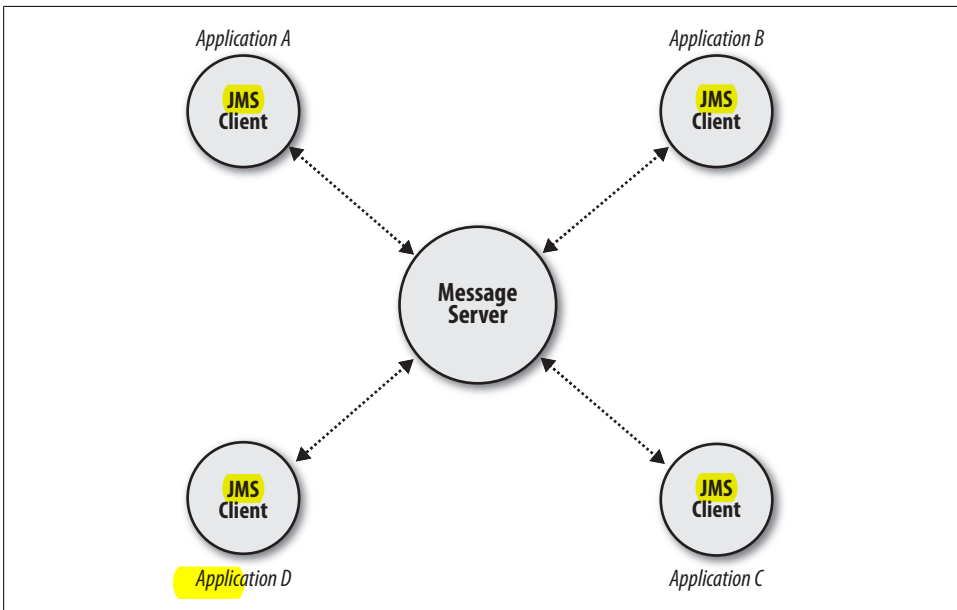 Application A
Application B
JMS
Client
JMS
Client
Message
Server
JMS
Client
JMS
Client
Application D
Application C